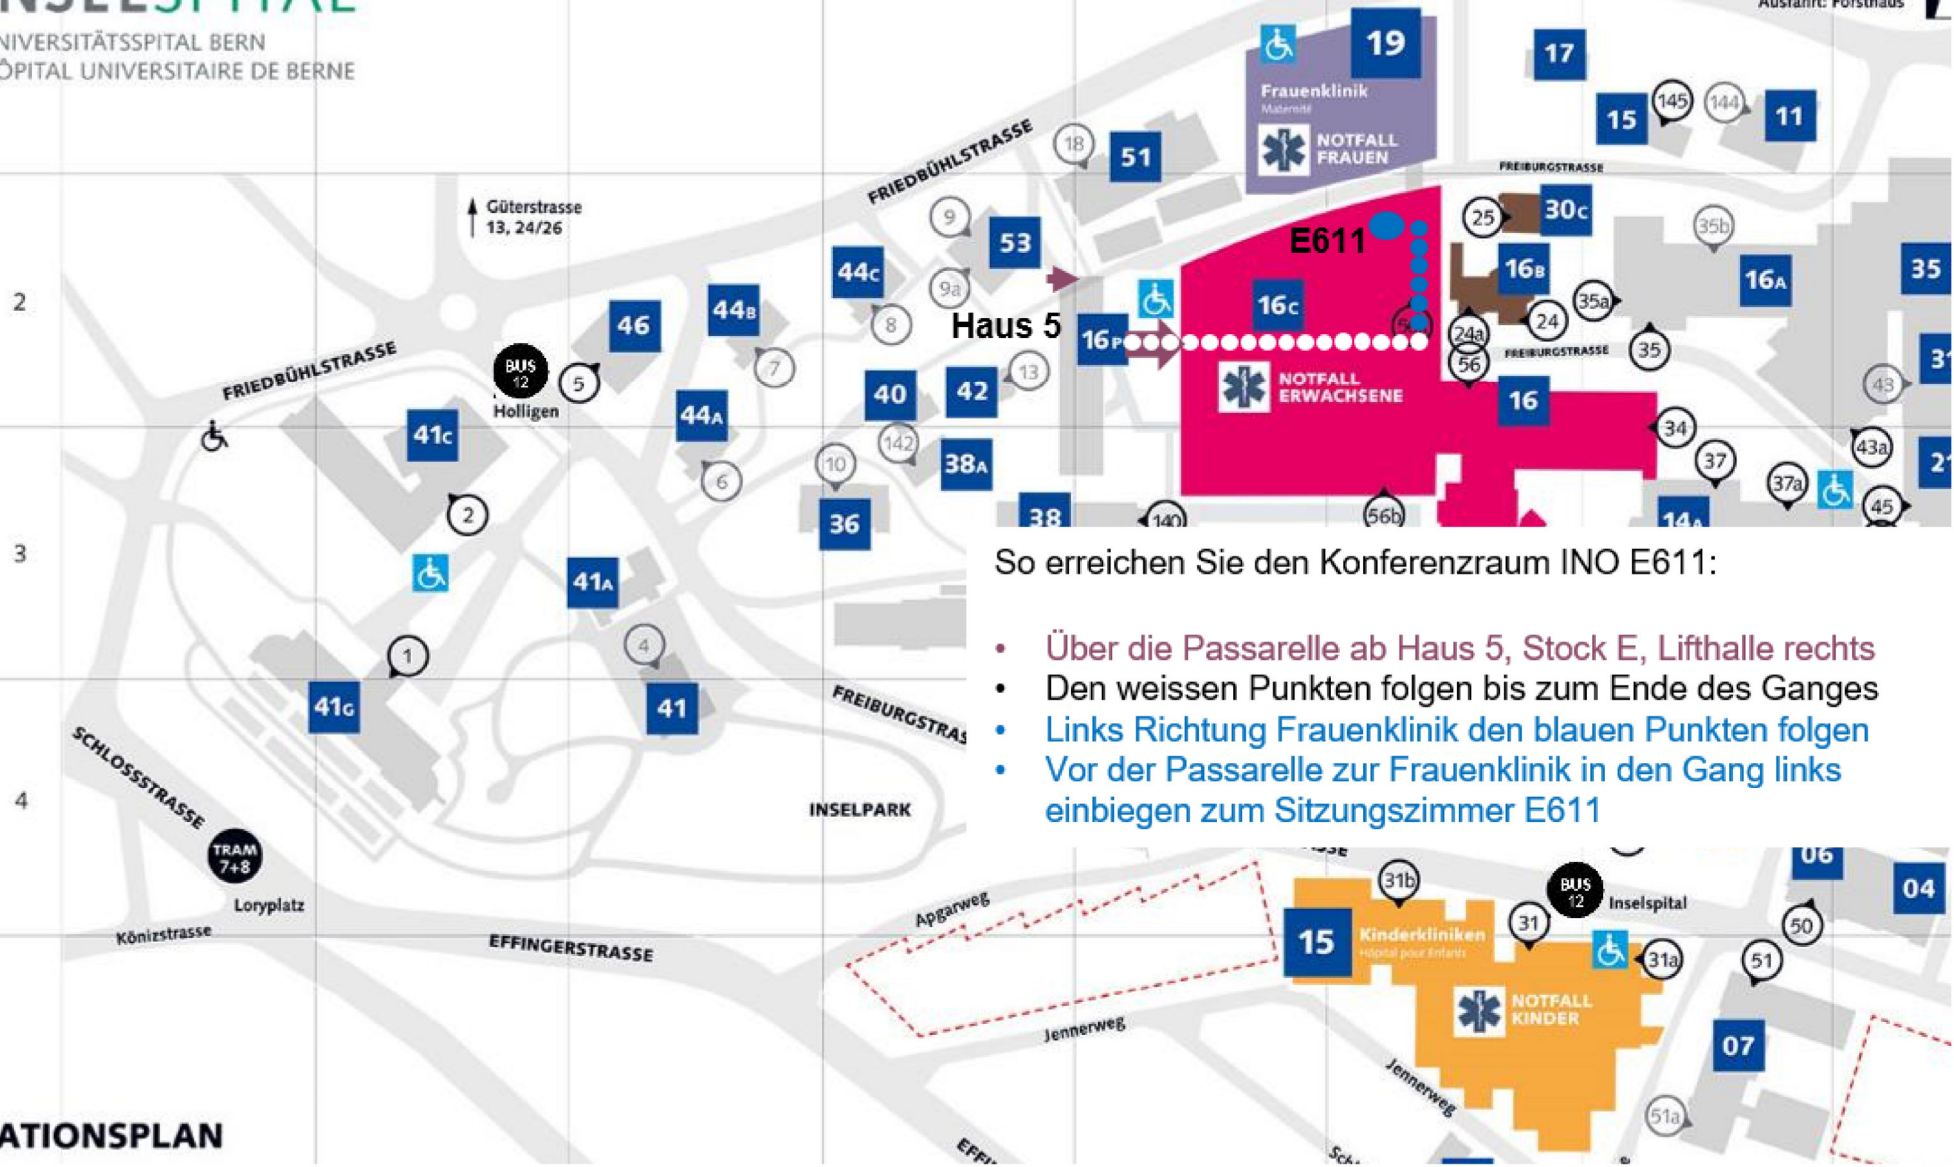 UNIVERSITÄTSSPITAL BERN
HÔPITAL UNIVERSITAIRE DE BERNE
Ausfahrt: Forsthaus
19
Frauenklinik
Maternité
NOTFALL
FRAUEN
17
15
145
144
11
18
51
FRIEDBÜHLSTRASSE
FREIBURGSTRASSE
Güterstrasse
13, 24/26
9
53
9a
E611
25
30c
35b
2
46
44B
44C
8
Haus 5
16P
16C
16B
24a
24
35a
16A
35
FRIEDBÜHLSTRASSE
BUS
12
Holligen
5
7
40
42
13
NOTFALL
ERWACHSENE
56
FREIBURGSTRASSE
35
16
43
41C
44A
142
34
43a
2
6
10
36
38A
38
140
56b
37
37a
45
14A
3
41A
1
4
41G
41
So erreichen Sie den Konferenzraum INO E611:
• Über die Passarelle ab Haus 5, Stock E, Lifthalle rechts
• Den weissen Punkten folgen bis zum Ende des Ganges
• Links Richtung Frauenklinik den blauen Punkten folgen
• Vor der Passarelle zur Frauenklinik in den Gang links
einbiegen zum Sitzungszimmer E611
FREIBURGSTRAS
SCHLOSSSTRASSE
4
INSELPARK
TRAM
7+8
Loryplatz
Könizstrasse
EFFINGERSTRASSE
Apgarweg
Jennerweg
31b
BUS
12
Inselspital
06
04
15
Kinderkliniken
Hôpital pour Enfants
31
31a
50
51
NOTFALL
KINDER
07
Jennerweg
51a
ATIONSPLAN